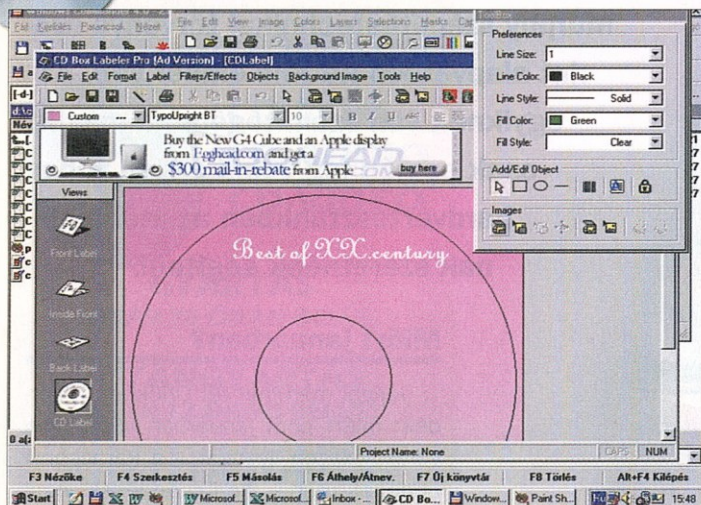 File Edit View Image Colors Layers Selections Masks
ToolBox
Parancsok Nézet
CD Box Labeler Pro (Ad Version) - [CDLabel]
File Edit Format Label Filters/Effects Objects Background Image Tools Help
Custom ... TypoUpright BT 10 B I U
Buy the New G4 Cube and an Apple display
from Egghead.com and get a
$300 mail-in-rebate from Apple buy here
Views
Front Label
Inside Front
Back Label
CD Label
Best of XX.century
Preferences
Line Size: 1
Line Color: Black
Line Style: Solid
Fill Color: Green
Fill Style: Clear
Add/Edit Object
Images
Project Name: None CAPS NUM
F3 Nézőke F4 Szerkesztés F5 Másolás F6 Áthely/Átnev. F7 Új könyvtár F8 Törlés Alt+F4 Kilépés
Start Microsof... Microsof... Inbox - ... CD Bo... Window... Paint Sh... 15:48